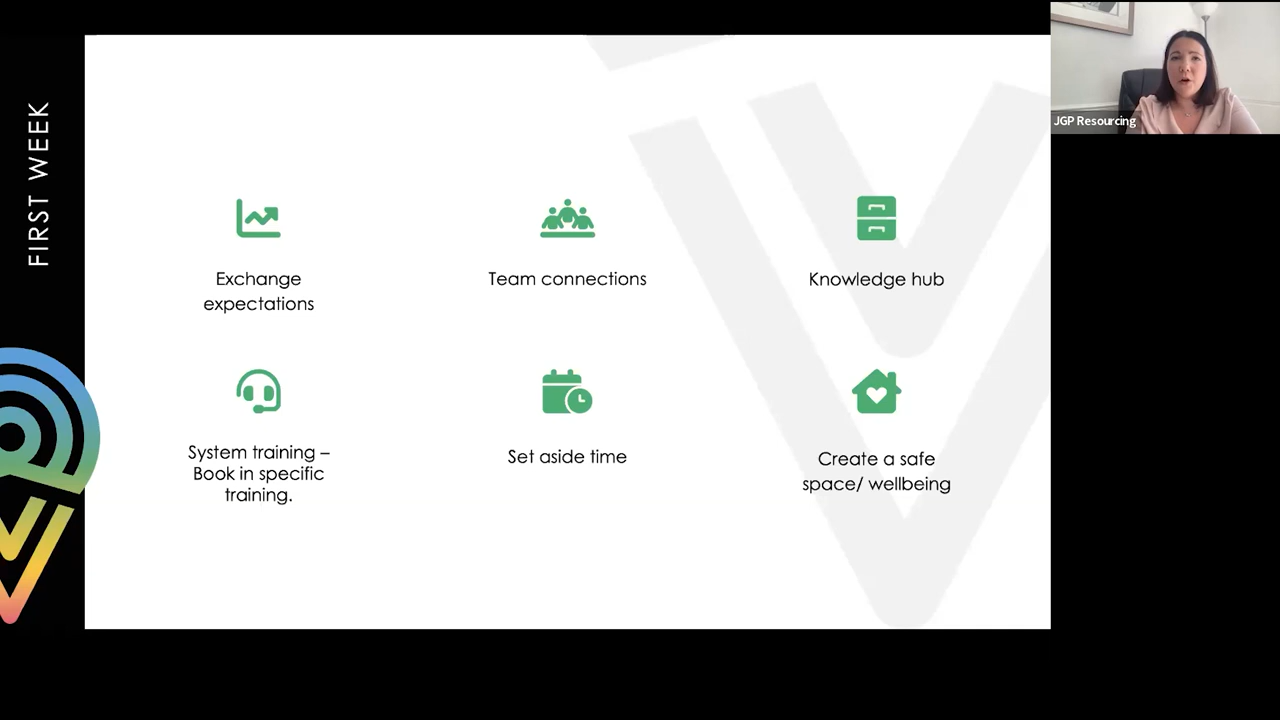 FIRST WEEK
JGP Resourcing
Exchange
expectations
Team connections
Knowledge hub
System training –
Book in specific
training.
Set aside time
Create a safe
space/ wellbeing